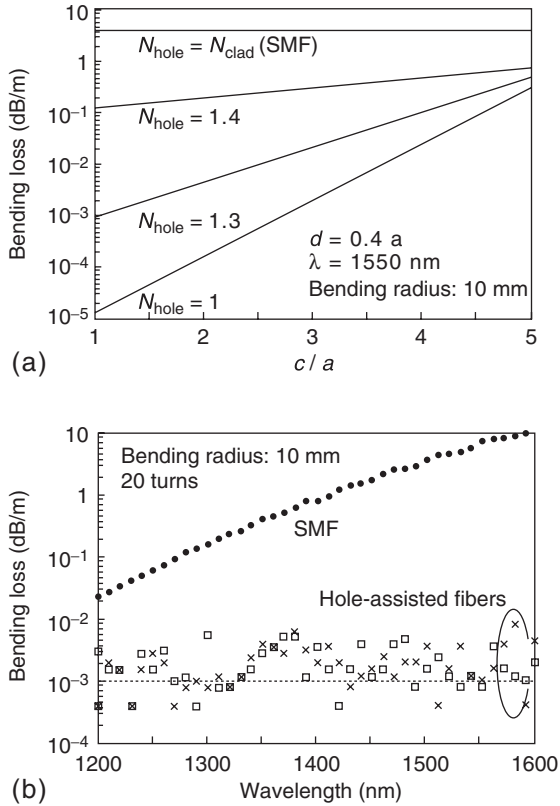 10
1
10⁻¹
10⁻²
10⁻³
10⁻⁴
10⁻⁵
Bending loss (dB/m)
N_hole = N_clad (SMF)
N_hole = 1.4
N_hole = 1.3
N_hole = 1
d = 0.4 a
λ = 1550 nm
Bending radius: 10 mm
1 2 3 4 5
c / a
(a)
10
1
10⁻¹
10⁻²
10⁻³
10⁻⁴
Bending loss (dB/m)
Bending radius: 10 mm
20 turns
SMF
Hole-assisted fibers
1200 1300 1400 1500 1600
Wavelength (nm)
(b)